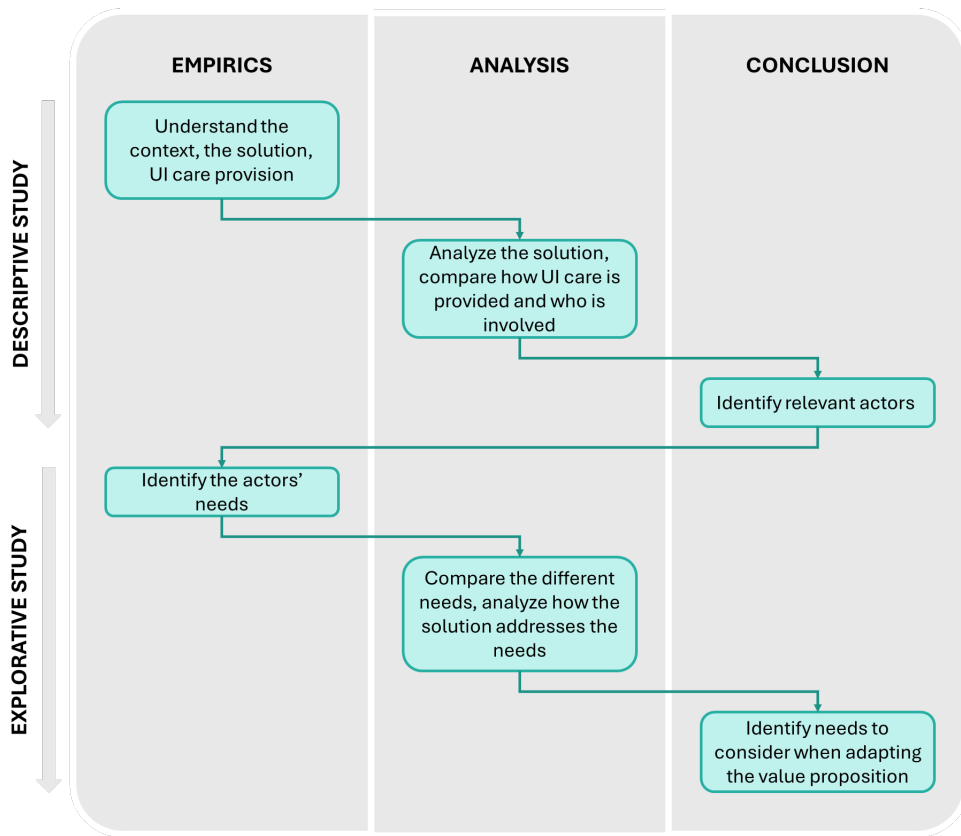 EMPIRICS
ANALYSIS
CONCLUSION
DESCRIPTIVE STUDY
Understand the
context, the solution,
UI care provision
Analyze the solution,
compare how UI care is
provided and who is
involved
Identify relevant actors
EXPLORATIVE STUDY
Identify the actors’
needs
Compare the different
needs, analyze how the
solution addresses the
needs
Identify needs to
consider when adapting
the value proposition